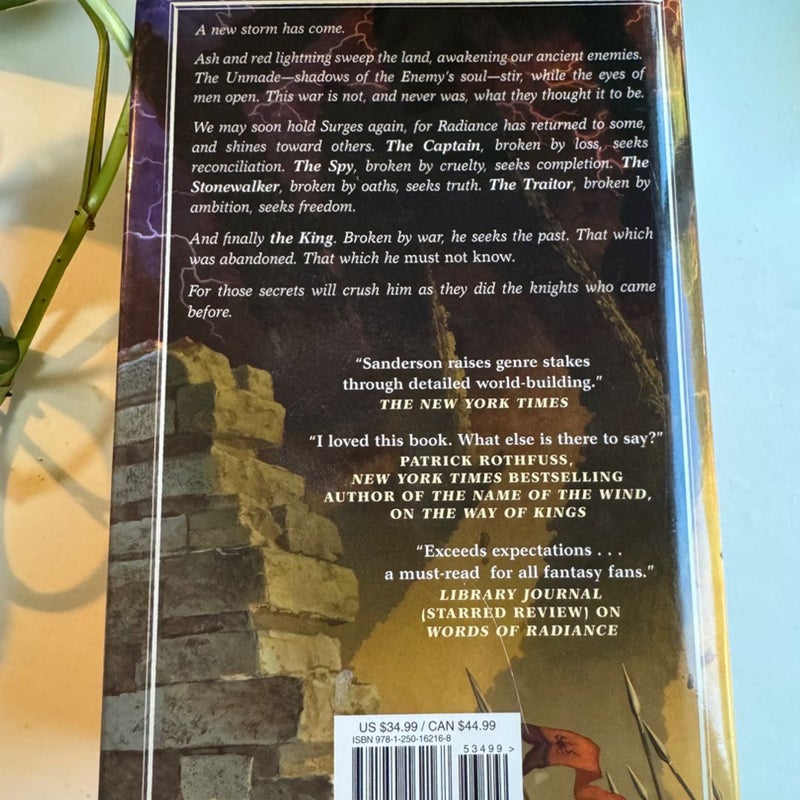 A new storm has come.
Ash and red lightning sweep the land, awakening our ancient enemies.
The Unmade—shadows of the Enemy's soul—stir, while the eyes of
men open. This war is not, and never was, what they thought it to be.
We may soon hold Surges again, for Radiance has returned to some,
and shines toward others. The Captain, broken by loss, seeks
reconciliation. The Spy, broken by cruelty, seeks completion. The
Stonewalker, broken by oaths, seeks truth. The Traitor, broken by
ambition, seeks freedom.
And finally the King. Broken by war, he seeks the past. That which
was abandoned. That which he must not know.
For those secrets will crush him as they did the knights who came
before.
"Sanderson raises genre stakes
through detailed world-building."
THE NEW YORK TIMES
"I loved this book. What else is there to say?"
PATRICK ROTHFUSS,
NEW YORK TIMES BESTSELLING
AUTHOR OF THE NAME OF THE WIND,
ON THE WAY OF KINGS
"Exceeds expectations . . .
a must-read for all fantasy fans."
LIBRARY JOURNAL
(STARRED REVIEW) ON
WORDS OF RADIANCE
US $34.99 / CAN $44.99
ISBN 978-1-250-16216-8
53499 >